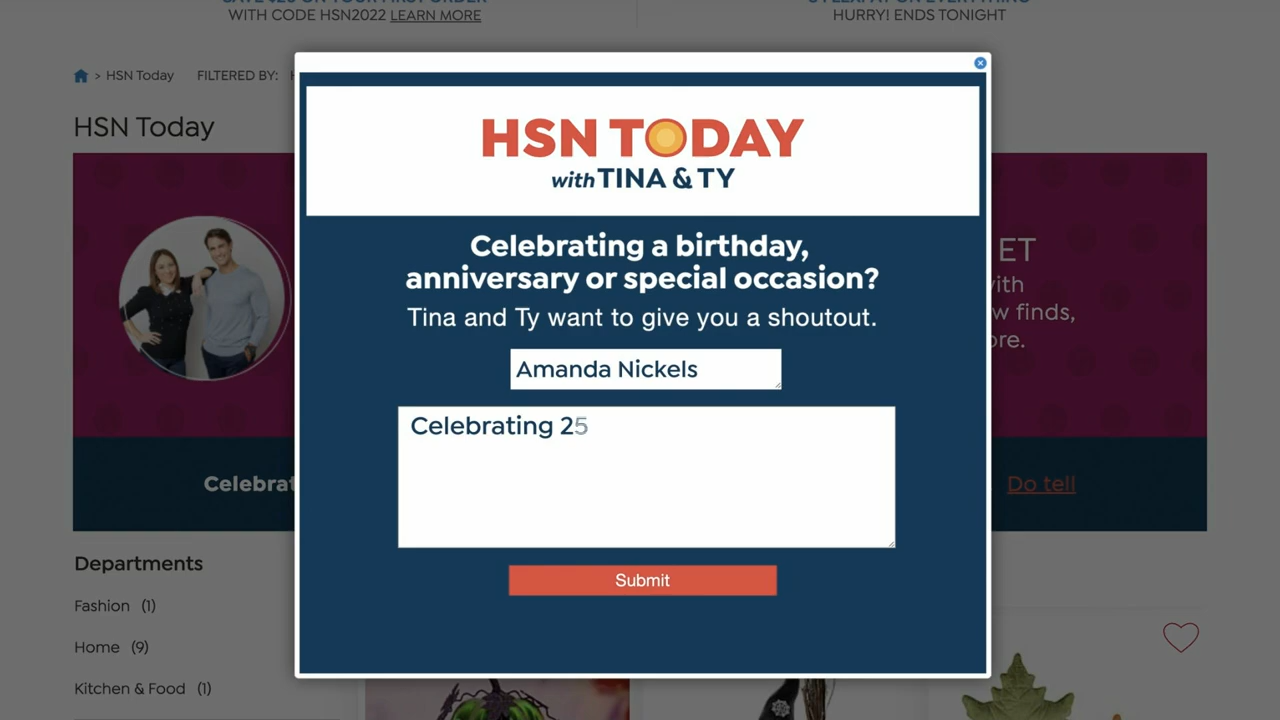 WITH CODE HSN2022 LEARN MORE
HURRY! ENDS TONIGHT
> HSN Today FILTERED BY:
HSN Today
HSN TODAY
with TINA & TY
Celebrating a birthday,
anniversary or special occasion?
Tina and Ty want to give you a shoutout.
Amanda Nickels
Celebrating 25
Submit
ET
ith
w finds,
ore.
Celebrat
Do tell
Departments
Fashion (1)
Home (9)
Kitchen & Food (1)